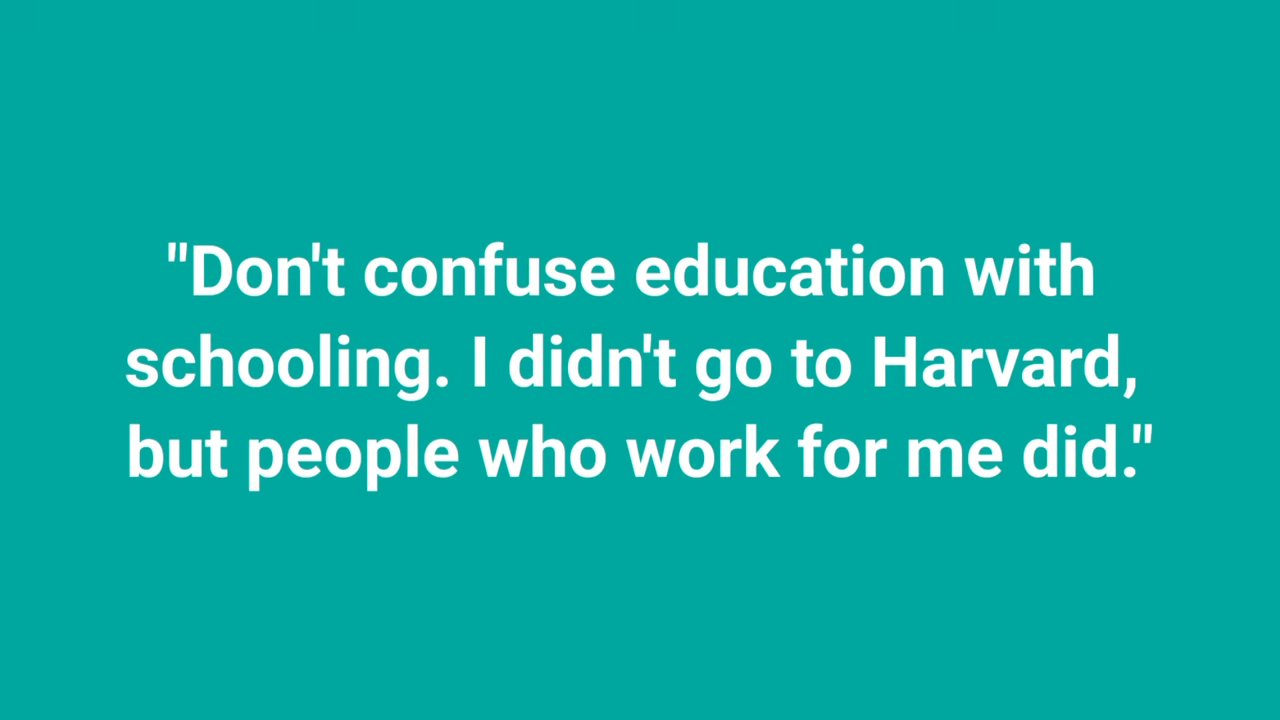 "Don't confuse education with
schooling. I didn't go to Harvard,
but people who work for me did."